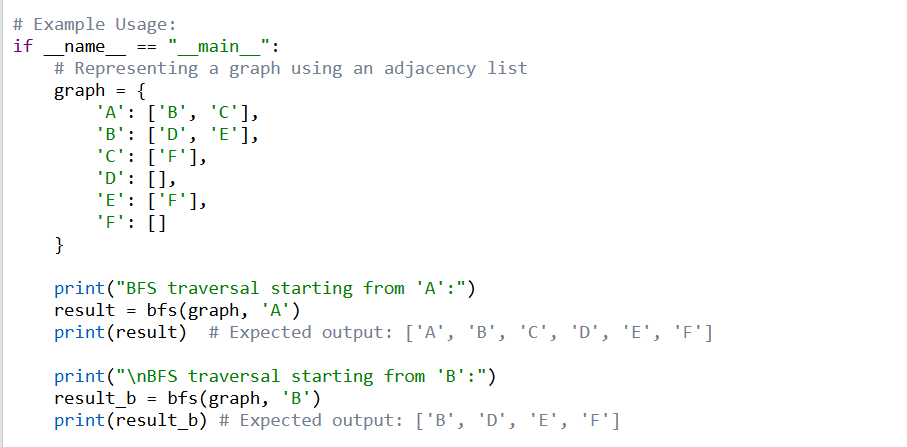 # Example Usage:
if __name__ == "__main__":
    # Representing a graph using an adjacency list
    graph = {
        'A': ['B', 'C'],
        'B': ['D', 'E'],
        'C': ['F'],
        'D': [],
        'E': ['F'],
        'F': []
    }

    print("BFS traversal starting from 'A':")
    result = bfs(graph, 'A')
    print(result)  # Expected output: ['A', 'B', 'C', 'D', 'E', 'F']

    print("\nBFS traversal starting from 'B':")
    result_b = bfs(graph, 'B')
    print(result_b) # Expected output: ['B', 'D', 'E', 'F']